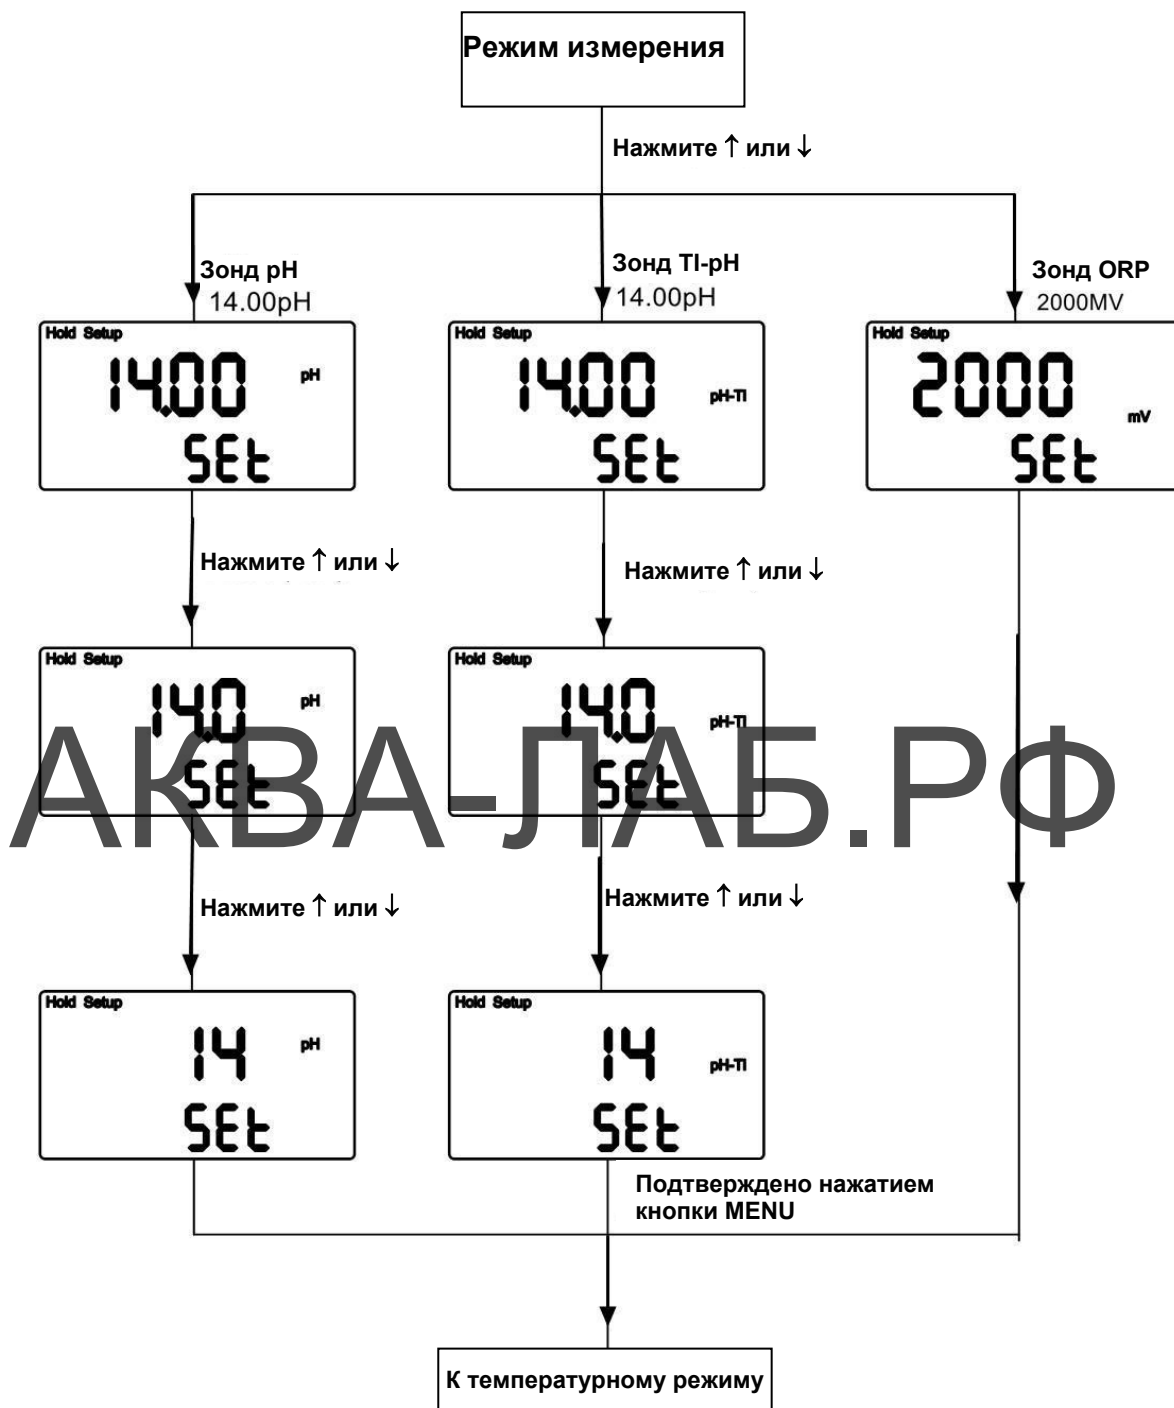 Режим измерения
Нажмите ↑ или ↓
Зонд pH
14.00pH
Зонд TI-pH
14.00pH
Зонд ORP
2000MV
Hold Setup
14.00 pH
SEt
Hold Setup
14.00 pH-TI
SEt
Hold Setup
2000 mV
SEt
Нажмите ↑ или ↓
Нажмите ↑ или ↓
Hold Setup
14.0 pH
SEt
Hold Setup
14.0 pH-TI
SEt
АКВА-ЛАБ.РФ
Нажмите ↑ или ↓
Нажмите ↑ или ↓
Hold Setup
14 pH
SEt
Hold Setup
14 pH-TI
SEt
Подтверждено нажатием
кнопки MENU
К температурному режиму